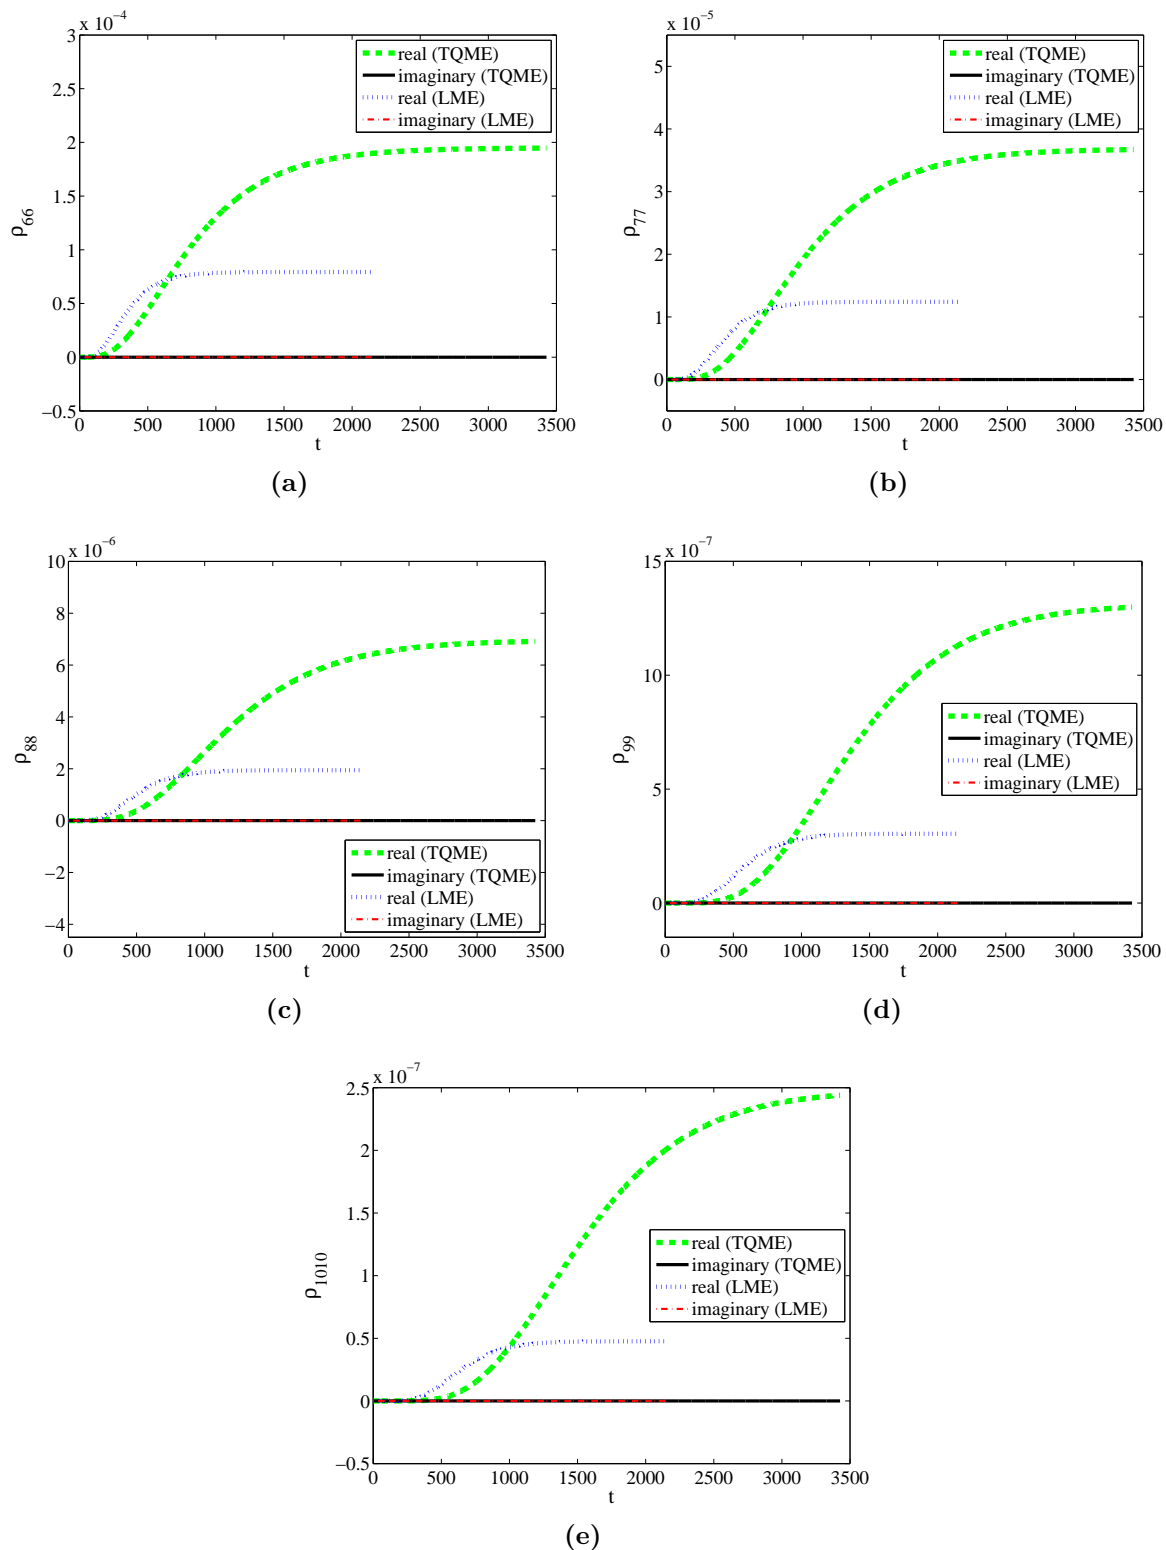 x 10⁻⁴
3
2.5
2
1.5
1
0.5
0
−0.5
ρ₆₆
0 500 1000 1500 2000 2500 3000 3500
t
real (TQME)
imaginary (TQME)
real (LME)
imaginary (LME)
(a)
x 10⁻⁵
5
4
3
2
1
0
ρ₇₇
0 500 1000 1500 2000 2500 3000 3500
t
real (TQME)
imaginary (TQME)
real (LME)
imaginary (LME)
(b)
x 10⁻⁶
10
8
6
4
2
0
−2
−4
ρ₈₈
0 500 1000 1500 2000 2500 3000 3500
t
real (TQME)
imaginary (TQME)
real (LME)
imaginary (LME)
(c)
x 10⁻⁷
15
10
5
0
ρ₉₉
0 500 1000 1500 2000 2500 3000 3500
t
real (TQME)
imaginary (TQME)
real (LME)
imaginary (LME)
(d)
x 10⁻⁷
2.5
2
1.5
1
0.5
0
−0.5
ρ₁₀₁₀
0 500 1000 1500 2000 2500 3000 3500
t
real (TQME)
imaginary (TQME)
real (LME)
imaginary (LME)
(e)